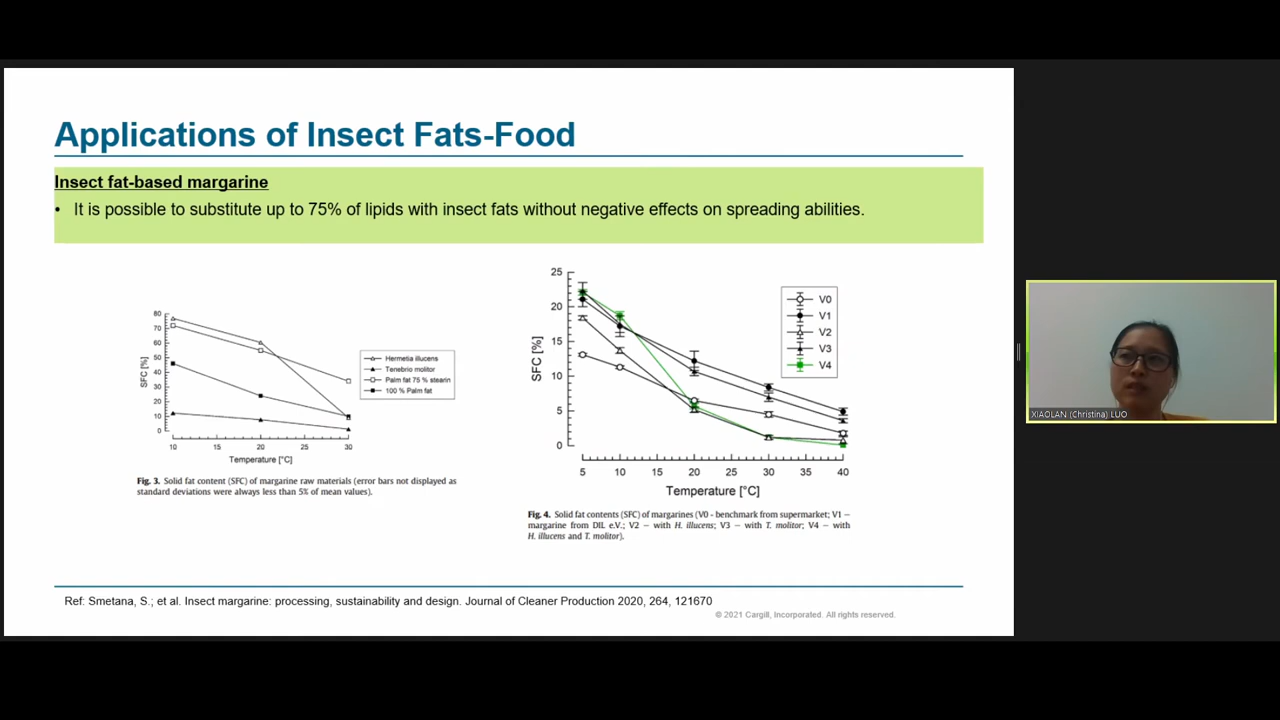 Applications of Insect Fats-Food
Insect fat-based margarine
• It is possible to substitute up to 75% of lipids with insect fats without negative effects on spreading abilities.
80
70
60
50
40
30
20
10
0
SFC [%]
10
15
20
25
30
Temperature [°C]
Hermetia illucens
Tenebrio molitor
Palm fat 75 % stearin
100 % Palm fat
Fig. 3. Solid fat content (SFC) of margarine raw materials (error bars not displayed as
standard deviations were always less than 5% of mean values).
25
20
15
10
5
0
SFC [%]
5
10
15
20
25
30
35
40
Temperature [°C]
V0
V1
V2
V3
V4
Fig. 4. Solid fat contents (SFC) of margarines (V0 - benchmark from supermarket; V1 –
margarine from DIL e.V.; V2 – with H. illucens; V3 – with T. molitor; V4 – with
H. illucens and T. molitor).
Ref: Smetana, S.; et al. Insect margarine: processing, sustainability and design. Journal of Cleaner Production 2020, 264, 121670
© 2021 Cargill, Incorporated. All rights reserved.
XIAOLAN (Christina) LUO